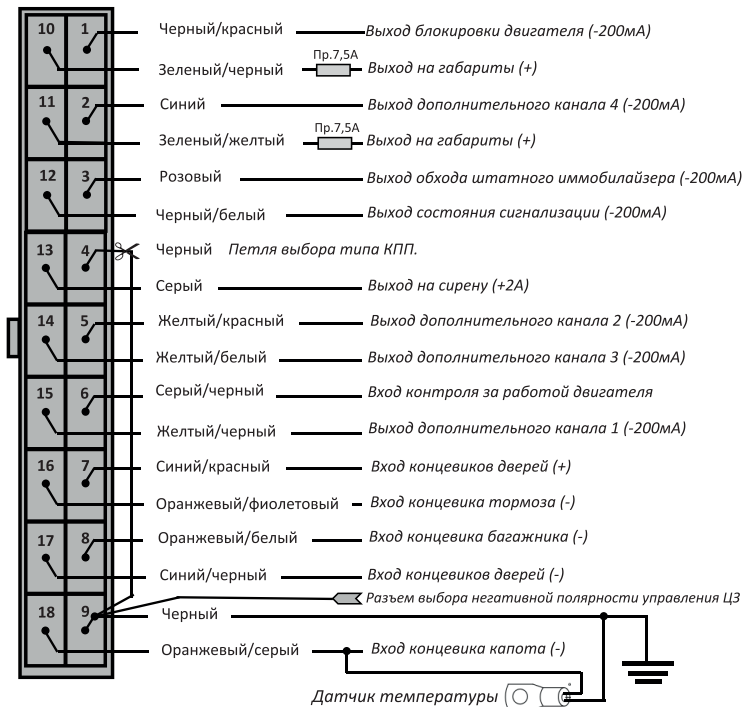 10 1 Черный/красный Выход блокировки двигателя (-200мА)
Зеленый/черный Пр.7,5А Выход на габариты (+)
11 2 Синий Выход дополнительного канала 4 (-200мА)
Зеленый/желтый Пр.7,5А Выход на габариты (+)
12 3 Розовый Выход обхода штатного иммобилайзера (-200мА)
Черный/белый Выход состояния сигнализации (-200мА)
13 4 Черный Петля выбора типа КПП.
Серый Выход на сирену (+2А)
14 5 Желтый/красный Выход дополнительного канала 2 (-200мА)
Желтый/белый Выход дополнительного канала 3 (-200мА)
15 6 Серый/черный Вход контроля за работой двигателя
Желтый/черный Выход дополнительного канала 1 (-200мА)
16 7 Синий/красный Вход концевиков дверей (+)
Оранжевый/фиолетовый Вход концевика тормоза (-)
17 8 Оранжевый/белый Вход концевика багажника (-)
Синий/черный Вход концевиков дверей (-)
Разъем выбора негативной полярности управления ЦЗ
18 9 Черный
Оранжевый/серый Вход концевика капота (-)
Датчик температуры